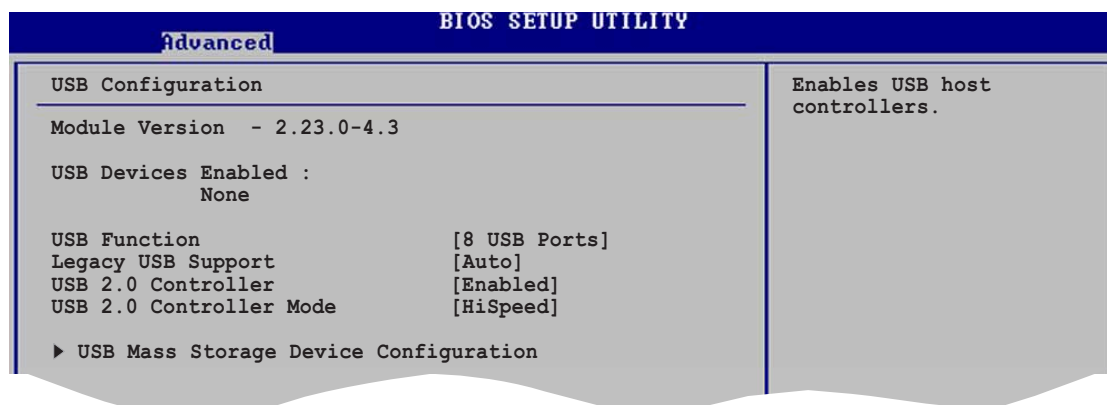 BIOS SETUP UTILITY
Advanced
USB Configuration
Module Version - 2.23.0-4.3
USB Devices Enabled :
None
USB Function [8 USB Ports]
Legacy USB Support [Auto]
USB 2.0 Controller [Enabled]
USB 2.0 Controller Mode [HiSpeed]
USB Mass Storage Device Configuration
Enables USB host
controllers.